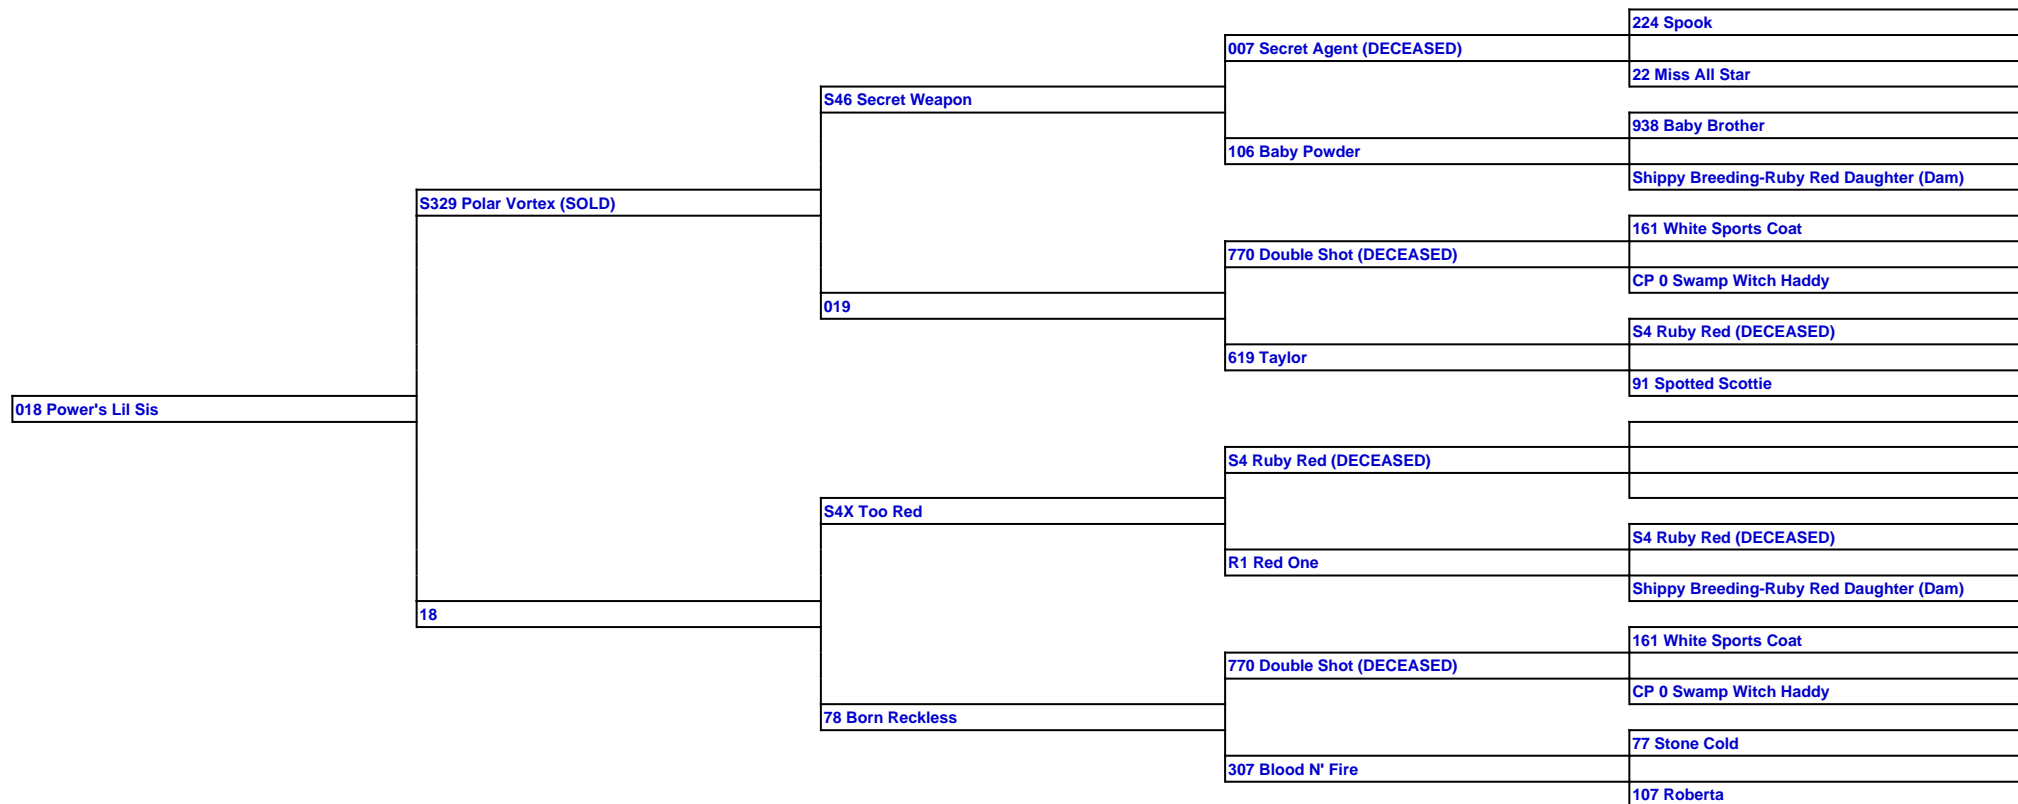 224 Spook
007 Secret Agent (DECEASED)
22 Miss All Star
S46 Secret Weapon
938 Baby Brother
106 Baby Powder
Shippy Breeding-Ruby Red Daughter (Dam)
S329 Polar Vortex (SOLD)
161 White Sports Coat
770 Double Shot (DECEASED)
CP 0 Swamp Witch Haddy
019
S4 Ruby Red (DECEASED)
619 Taylor
91 Spotted Scottie
018 Power's Lil Sis
S4 Ruby Red (DECEASED)
S4X Too Red
S4 Ruby Red (DECEASED)
R1 Red One
Shippy Breeding-Ruby Red Daughter (Dam)
18
161 White Sports Coat
770 Double Shot (DECEASED)
CP 0 Swamp Witch Haddy
78 Born Reckless
77 Stone Cold
307 Blood N' Fire
107 Roberta